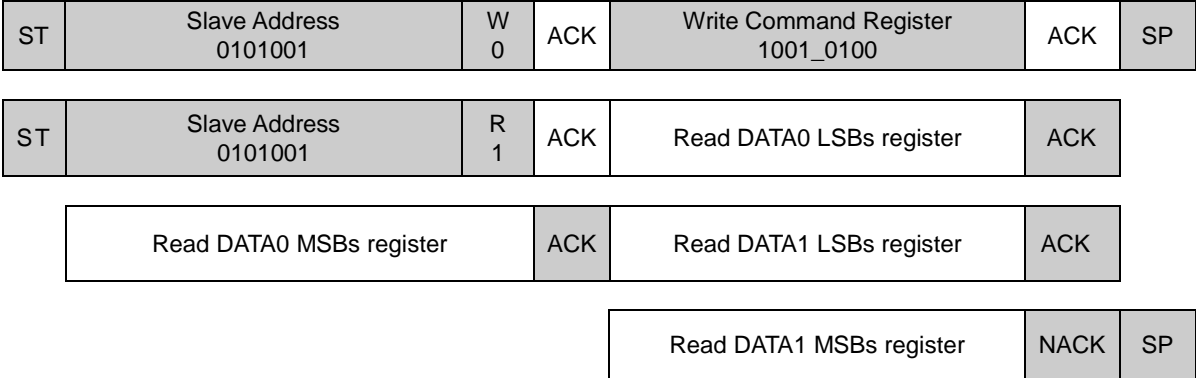 ST Slave Address 0101001 W 0 ACK Write Command Register 1001_0100 ACK SP
ST Slave Address 0101001 R 1 ACK Read DATA0 LSBs register ACK
Read DATA0 MSBs register ACK Read DATA1 LSBs register ACK
Read DATA1 MSBs register NACK SP